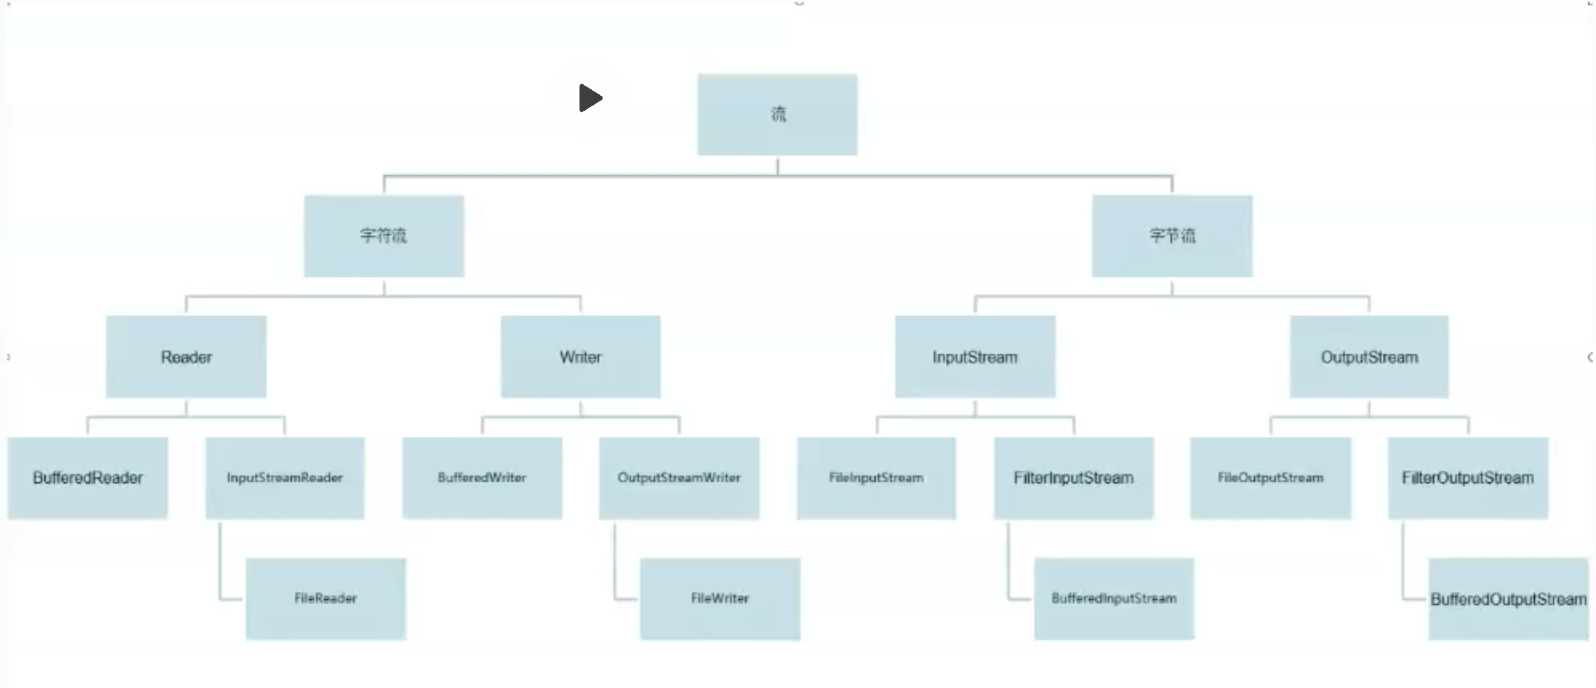 流
字符流
字节流
Reader
Writer
InputStream
OutputStream
BufferedReader
InputStreamReader
BufferedWriter
OutputStreamWriter
FileInputStream
FilterInputStream
FileOutputStream
FilterOutputStream
FileReader
FileWriter
BufferedInputStream
BufferedOutputStream